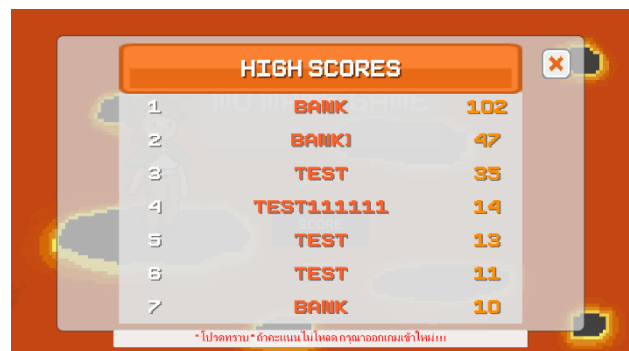 HIGH SCORES
1 BANK 102
2 BANK1 47
3 TEST 35
4 TEST111111 14
5 TEST 13
6 TEST 11
7 BANK 10
* โปรดทราบ * ถ้าคะแนนไม่โหลด กรุณาออกเกมเข้าใหม่!!!